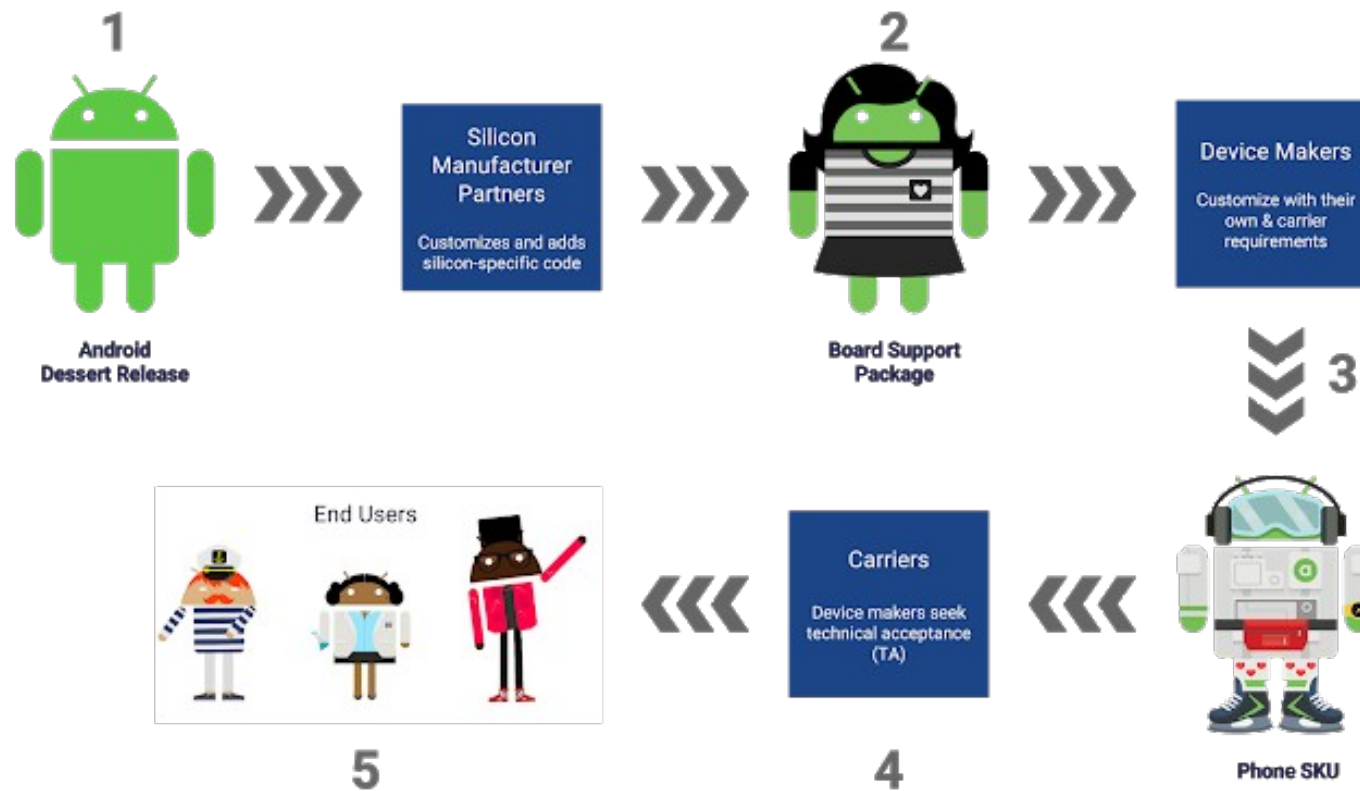 1
2
Silicon
Manufacturer
Partners
Customizes and adds
silicon-specific code
Device Makers
Customize with their
own & carrier
requirements
Android
Dessert Release
Board Support
Package
3
End Users
Carriers
Device makers seek
technical acceptance
(TA)
a
Phone SKU
5
4